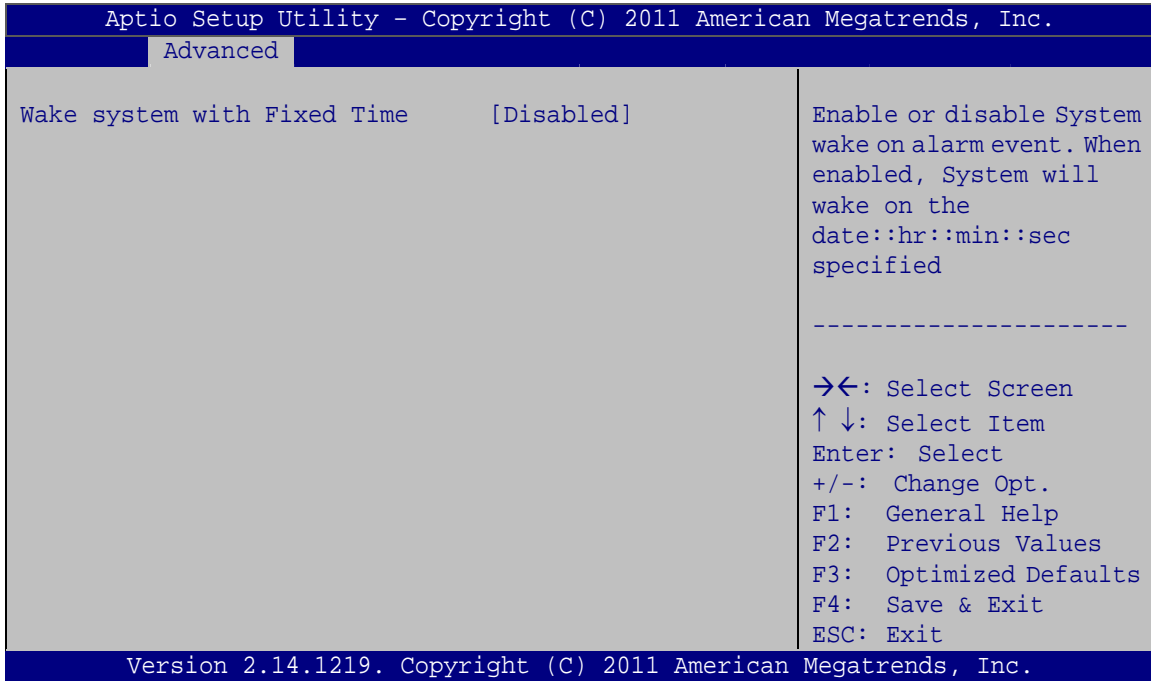 Aptio Setup Utility – Copyright (C) 2011 American Megatrends, Inc.
Advanced
Wake system with Fixed Time [Disabled]
Enable or disable System
wake on alarm event. When
enabled, System will
wake on the
date::hr::min::sec
specified
----------------------
→←: Select Screen
↑ ↓: Select Item
Enter: Select
+/-: Change Opt.
F1: General Help
F2: Previous Values
F3: Optimized Defaults
F4: Save & Exit
ESC: Exit
Version 2.14.1219. Copyright (C) 2011 American Megatrends, Inc.